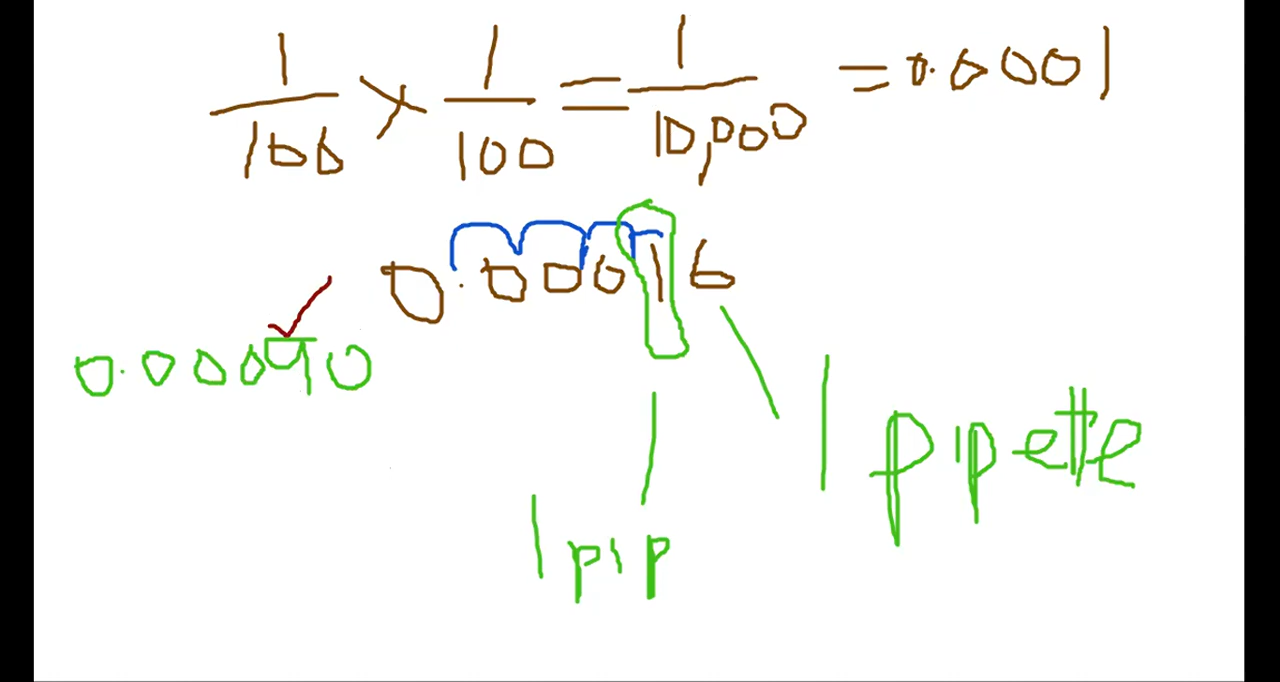 1/100 × 1/100 = 1/10,000 = 0.0001
0.00016
0.00090
1 pipette
1 pip